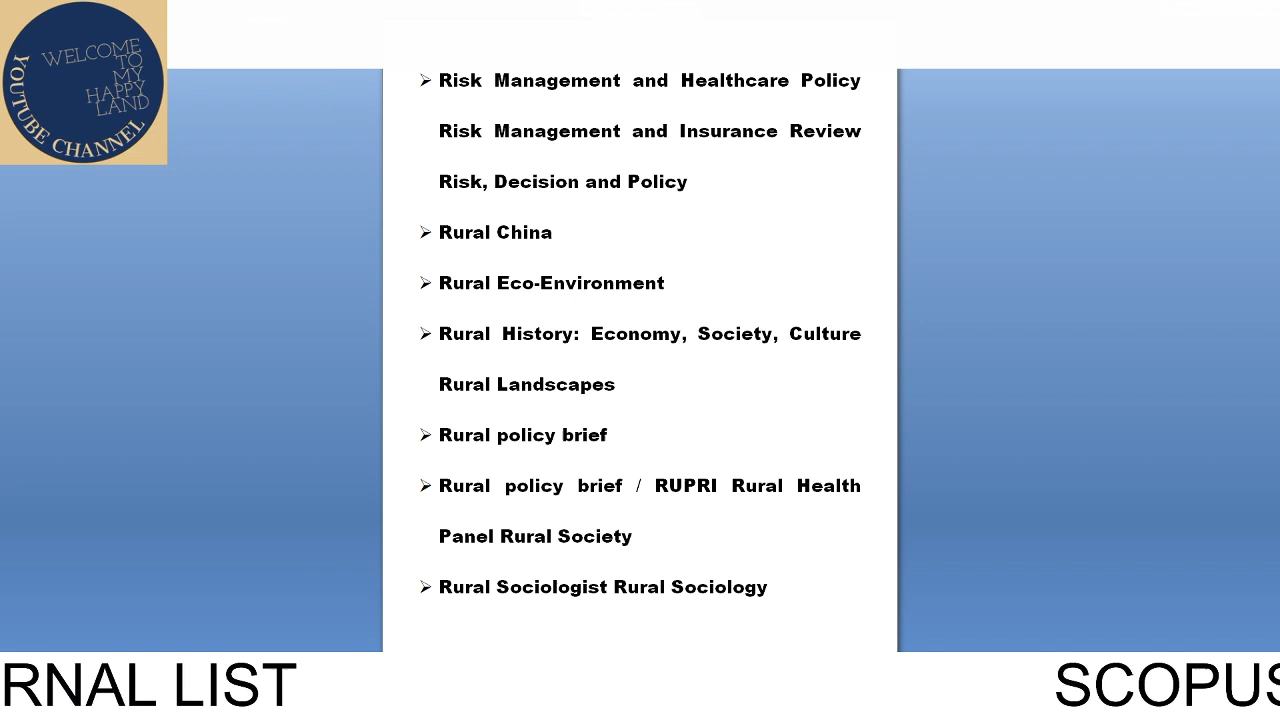 WELCOME
TO
MY
HAPPY
LAND
YOUTUBE CHANNEL
➢ Risk Management and Healthcare Policy
Risk Management and Insurance Review
Risk, Decision and Policy
➢ Rural China
➢ Rural Eco-Environment
➢ Rural History: Economy, Society, Culture
Rural Landscapes
➢ Rural policy brief
➢ Rural policy brief / RUPRI Rural Health
Panel Rural Society
➢ Rural Sociologist Rural Sociology
RNAL LIST SCOPUS